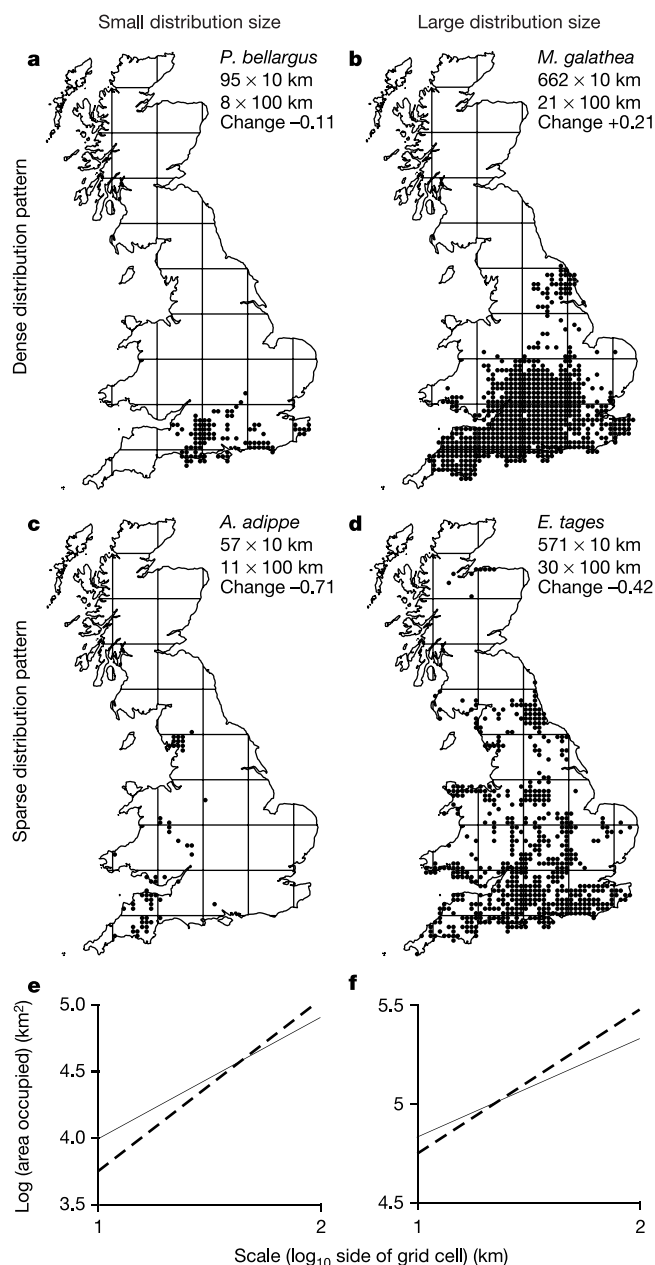 Small distribution size
Large distribution size
Dense distribution pattern
a
P. bellargus
95 × 10 km
8 × 100 km
Change –0.11
b
M. galathea
662 × 10 km
21 × 100 km
Change +0.21
Sparse distribution pattern
c
A. adippe
57 × 10 km
11 × 100 km
Change –0.71
d
E. tages
571 × 10 km
30 × 100 km
Change –0.42
e
Log (area occupied) (km²)
5.0
4.5
4.0
3.5
1
2
f
5.5
5
4.5
1
2
Scale (log₁₀ side of grid cell) (km)